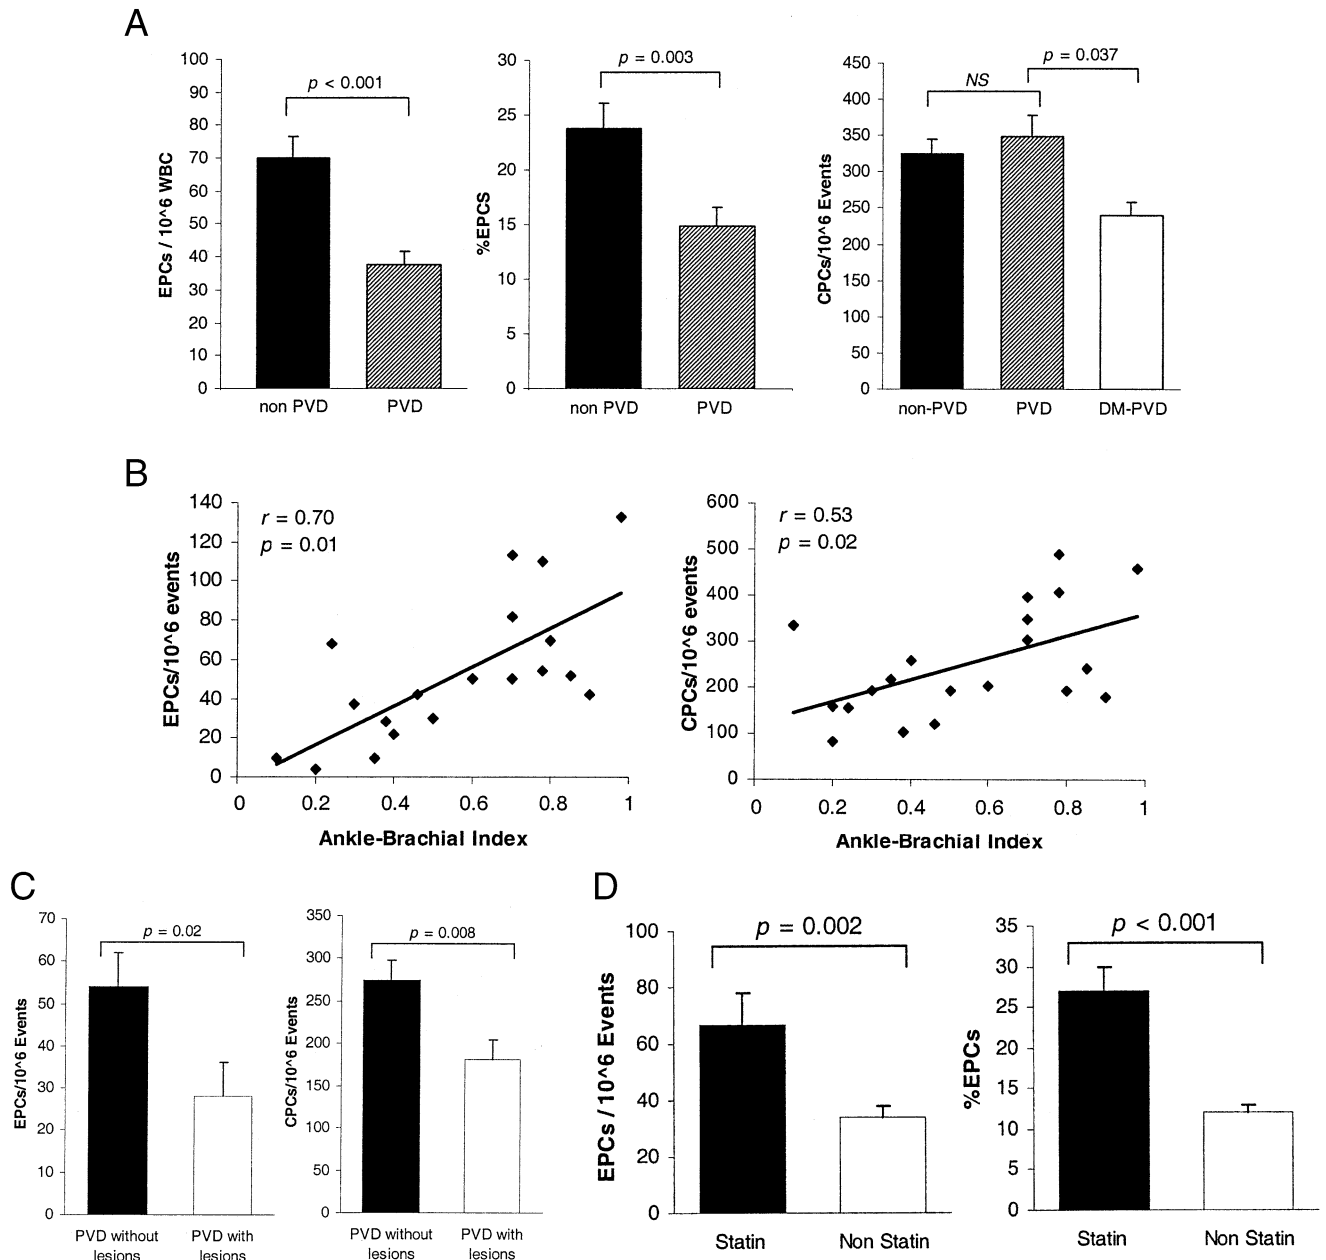 A
100
90
80
70
60
50
40
30
20
10
0
EPCs / 10^6 WBC
p < 0.001
non PVD
PVD
30
25
20
15
10
5
0
%EPCS
p = 0.003
non PVD
PVD
450
400
350
300
250
200
150
100
50
0
CPCs/10^6 Events
NS
p = 0.037
non-PVD
PVD
DM-PVD
B
140
120
100
80
60
40
20
0
EPCs/10^6 events
r = 0.70
p = 0.01
0
0.2
0.4
0.6
0.8
1
Ankle-Brachial Index
600
500
400
300
200
100
0
CPCs/10^6 events
r = 0.53
p = 0.02
0
0.2
0.4
0.6
0.8
1
Ankle-Brachial Index
C
70
60
50
40
30
20
10
0
EPCs/10^6 Events
p = 0.02
PVD without
lesions
PVD with
lesions
350
300
250
200
150
100
50
0
CPCs/10^6 Events
p = 0.008
PVD without
lesions
PVD with
lesions
D
100
80
60
40
20
0
EPCs / 10^6 Events
p = 0.002
Statin
Non Statin
35
30
25
20
15
10
5
0
%EPCs
p < 0.001
Statin
Non Statin